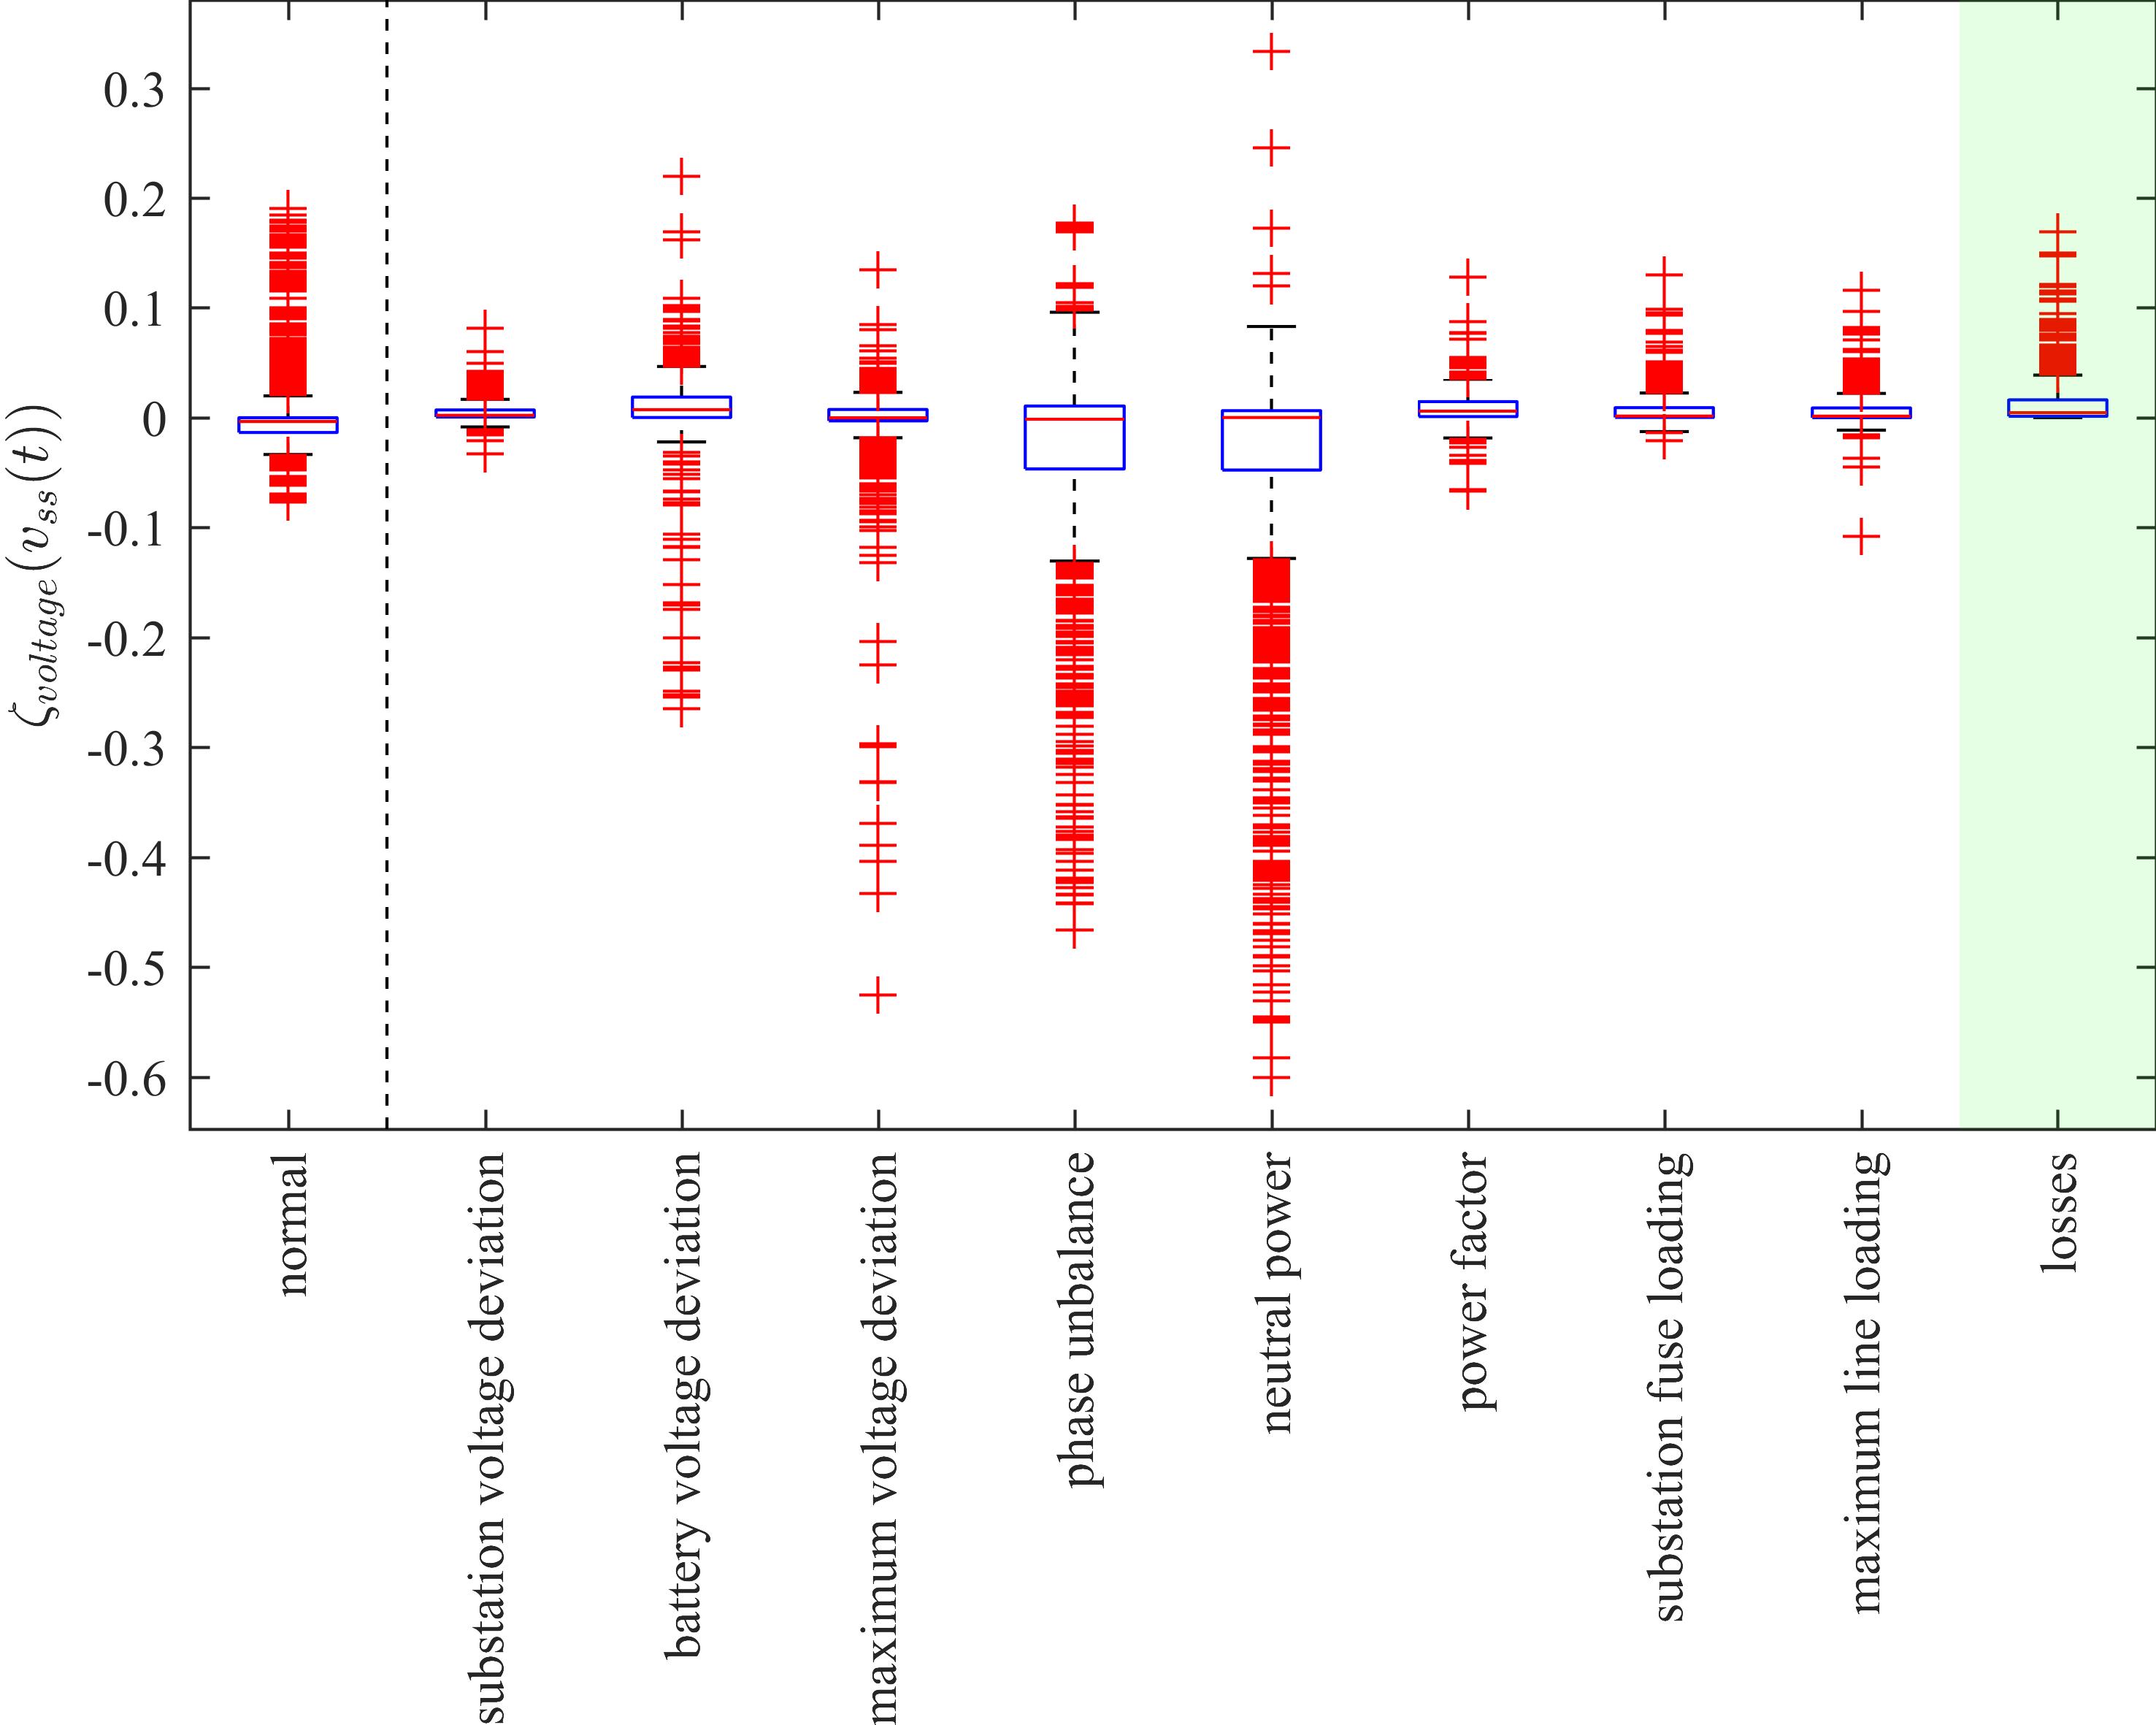 0.3
0.2
0.1
0
-0.1
-0.2
-0.3
-0.4
-0.5
-0.6
ζvoltage(vss(t))
normal
substation voltage deviation
battery voltage deviation
maximum voltage deviation
phase unbalance
neutral power
power factor
substation fuse loading
maximum line loading
losses